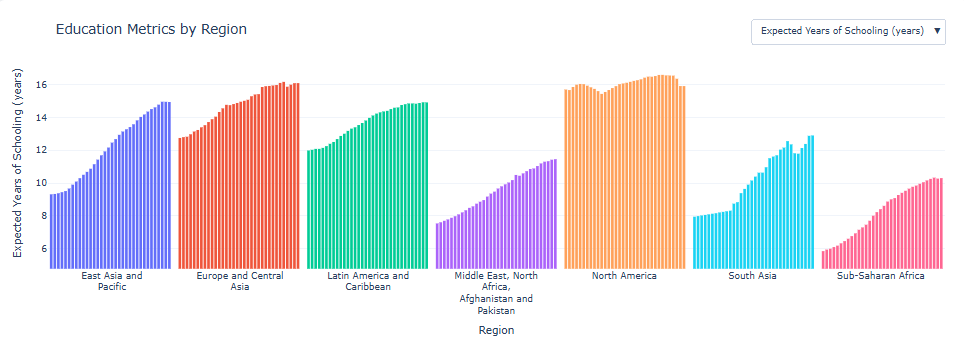 Education Metrics by Region
Expected Years of Schooling (years) ▼
Expected Years of Schooling (years)
16
14
12
10
8
6
East Asia and
Pacific
Europe and Central
Asia
Latin America and
Caribbean
Middle East, North
Africa,
Afghanistan and
Pakistan
North America
South Asia
Sub-Saharan Africa
Region